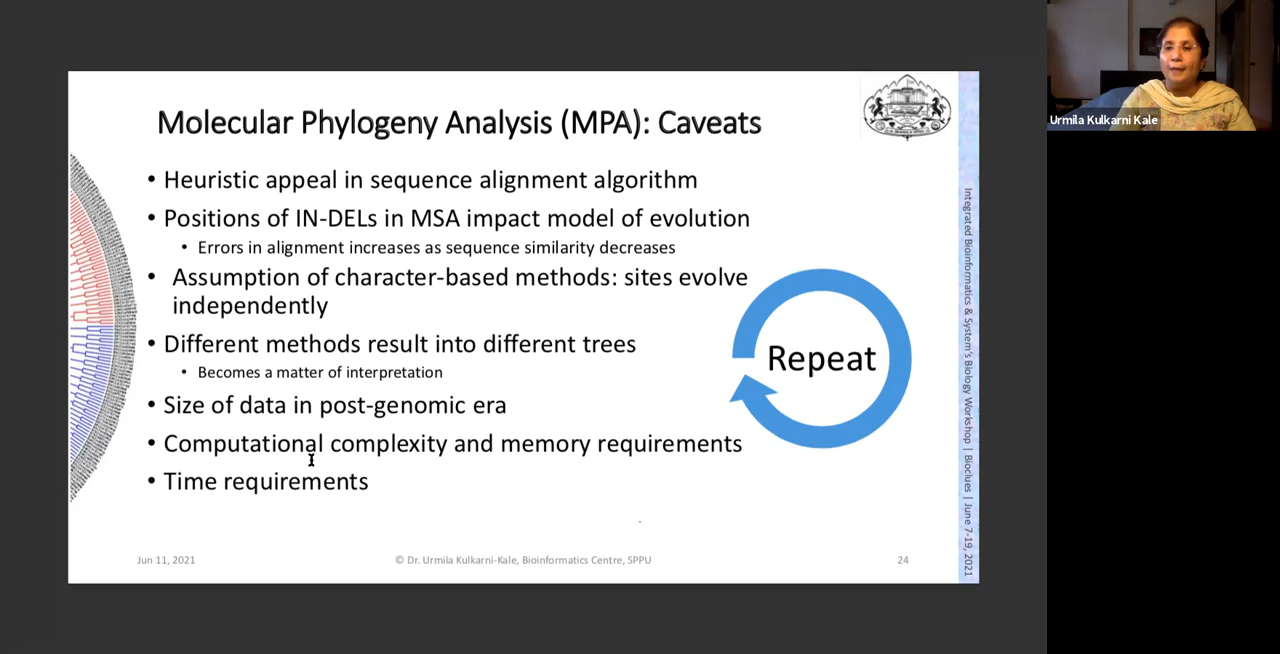 Molecular Phylogeny Analysis (MPA): Caveats
• Heuristic appeal in sequence alignment algorithm
• Positions of IN-DELs in MSA impact model of evolution
• Errors in alignment increases as sequence similarity decreases
• Assumption of character-based methods: sites evolve
independently
• Different methods result into different trees
• Becomes a matter of interpretation
• Size of data in post-genomic era
• Computational complexity and memory requirements
• Time requirements
Repeat
Jun 11, 2021
© Dr. Urmila Kulkarni-Kale, Bioinformatics Centre, SPPU
24
Integrated Bioinformatics & System's Biology Workshop | Bioclues | June 7-19, 2021
Urmila Kulkarni Kale